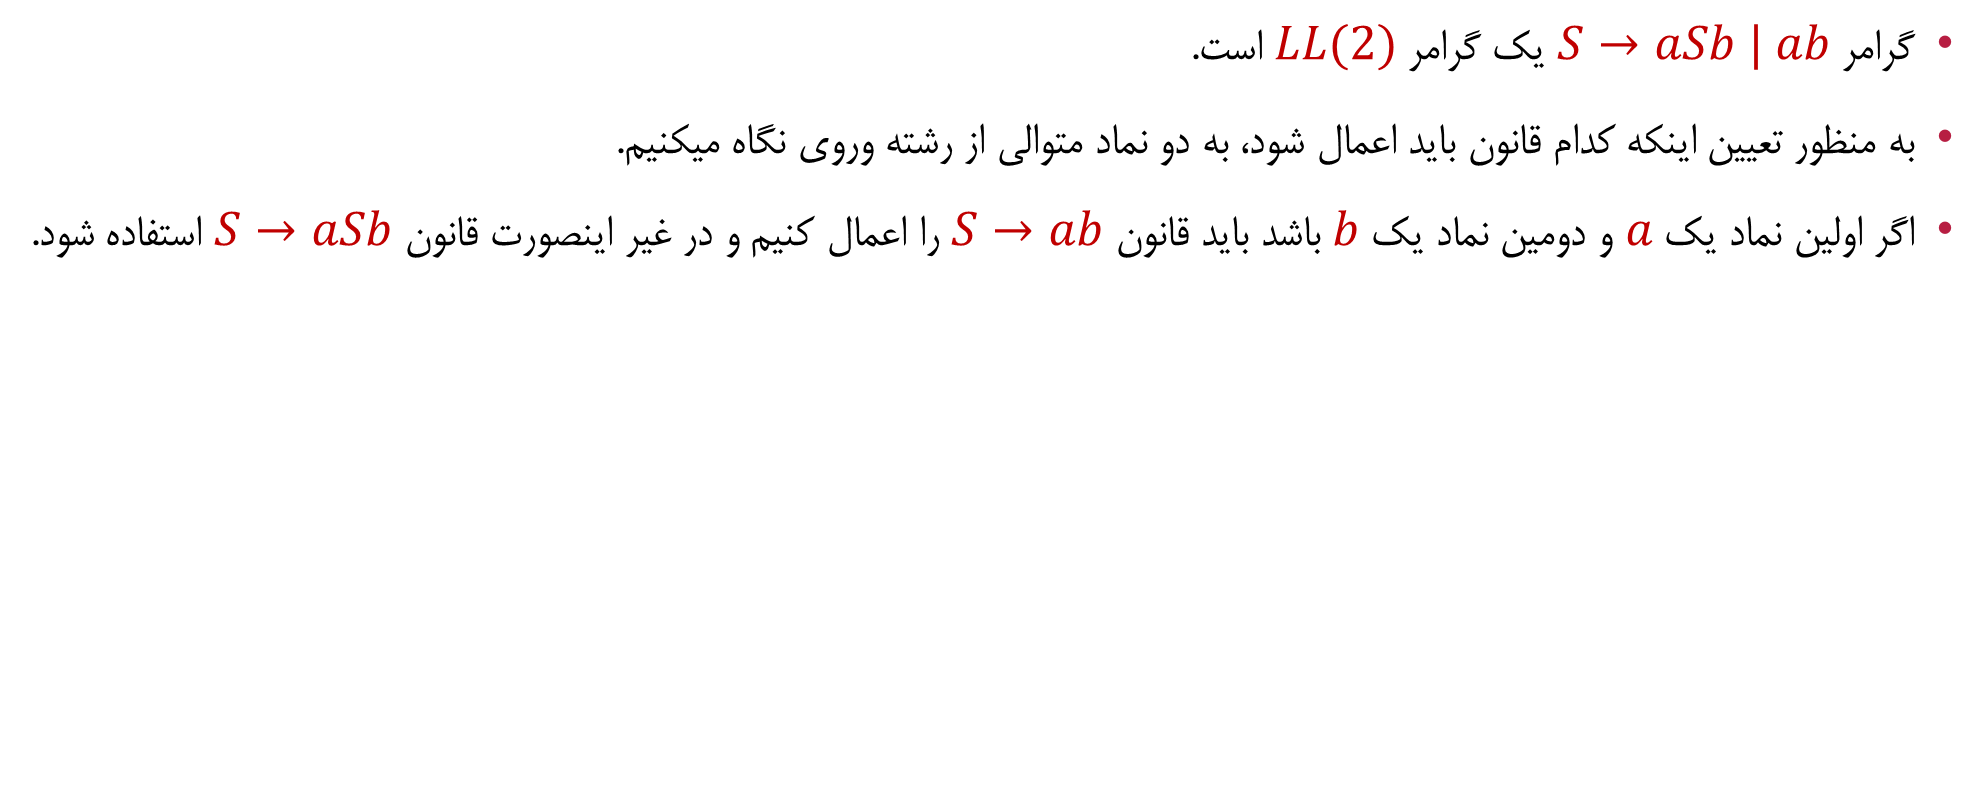 • گرامر S → aSb | ab یک گرامر LL(2) است.
• به منظور تعیین اینکه کدام قانون باید اعمال شود، به دو نماد متوالی از رشته وروی نگاه میکنیم.
• اگر اولین نماد یک a و دومین نماد یک b باشد باید قانون S → ab را اعمال کنیم و در غیر اینصورت قانون S → aSb استفاده شود.